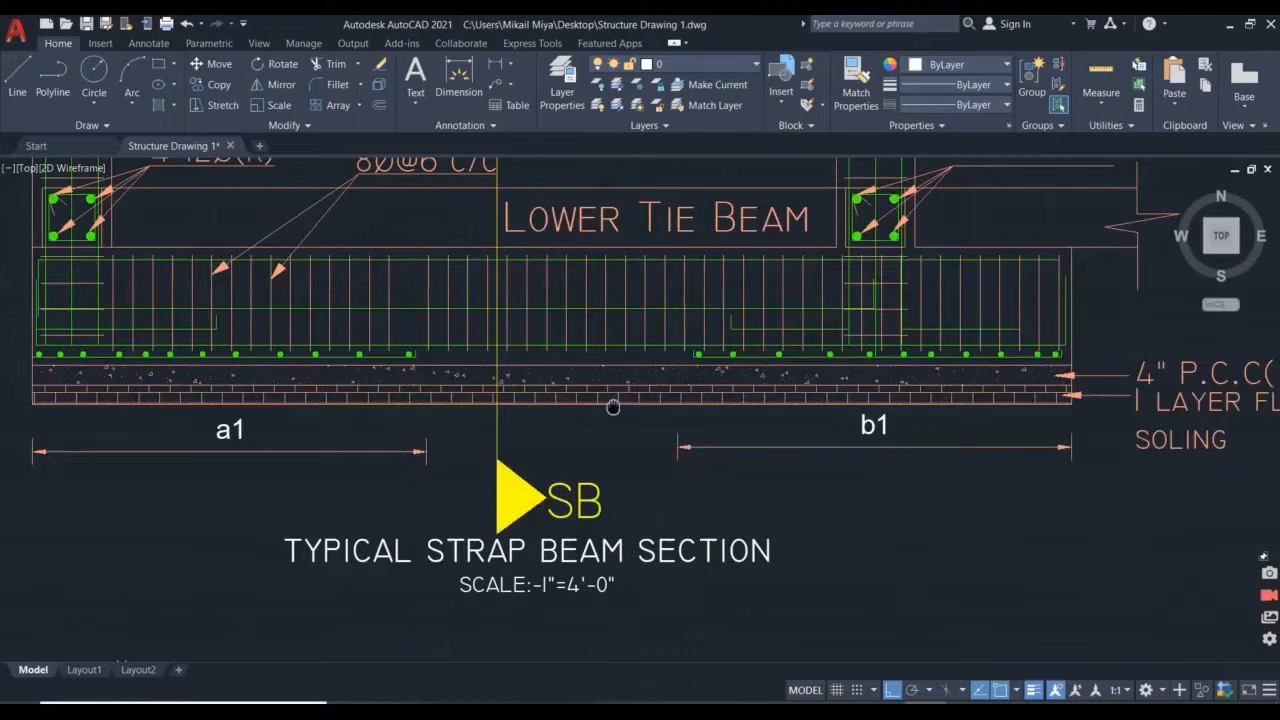 Autodesk AutoCAD 2021 C:\Users\Mikail Miya\Desktop\Structure Drawing 1.dwg
Type a keyword or phrase
Sign In
Home Insert Annotate Parametric View Manage Output Add-ins Collaborate Express Tools Featured Apps
Line Polyline Circle Arc
Move Rotate Trim
Copy Mirror Fillet
Stretch Scale Array
Text Dimension Table
Layer Properties
0
Make Current
Match Layer
Insert
Match Properties
ByLayer
ByLayer
ByLayer
Group
Measure
Paste
Base
Draw Modify Annotation Layers Block Properties Groups Utilities Clipboard View
Start Structure Drawing 1*
[−][Top][2D Wireframe]
8Ø@6 C/C
LOWER TIE BEAM
N
W TOP E
S
WCS
4" P.C.C(
1 LAYER FL
SOLING
a1
b1
SB
TYPICAL STRAP BEAM SECTION
SCALE:-1"=4'-0"
Model Layout1 Layout2 +
MODEL 1:1